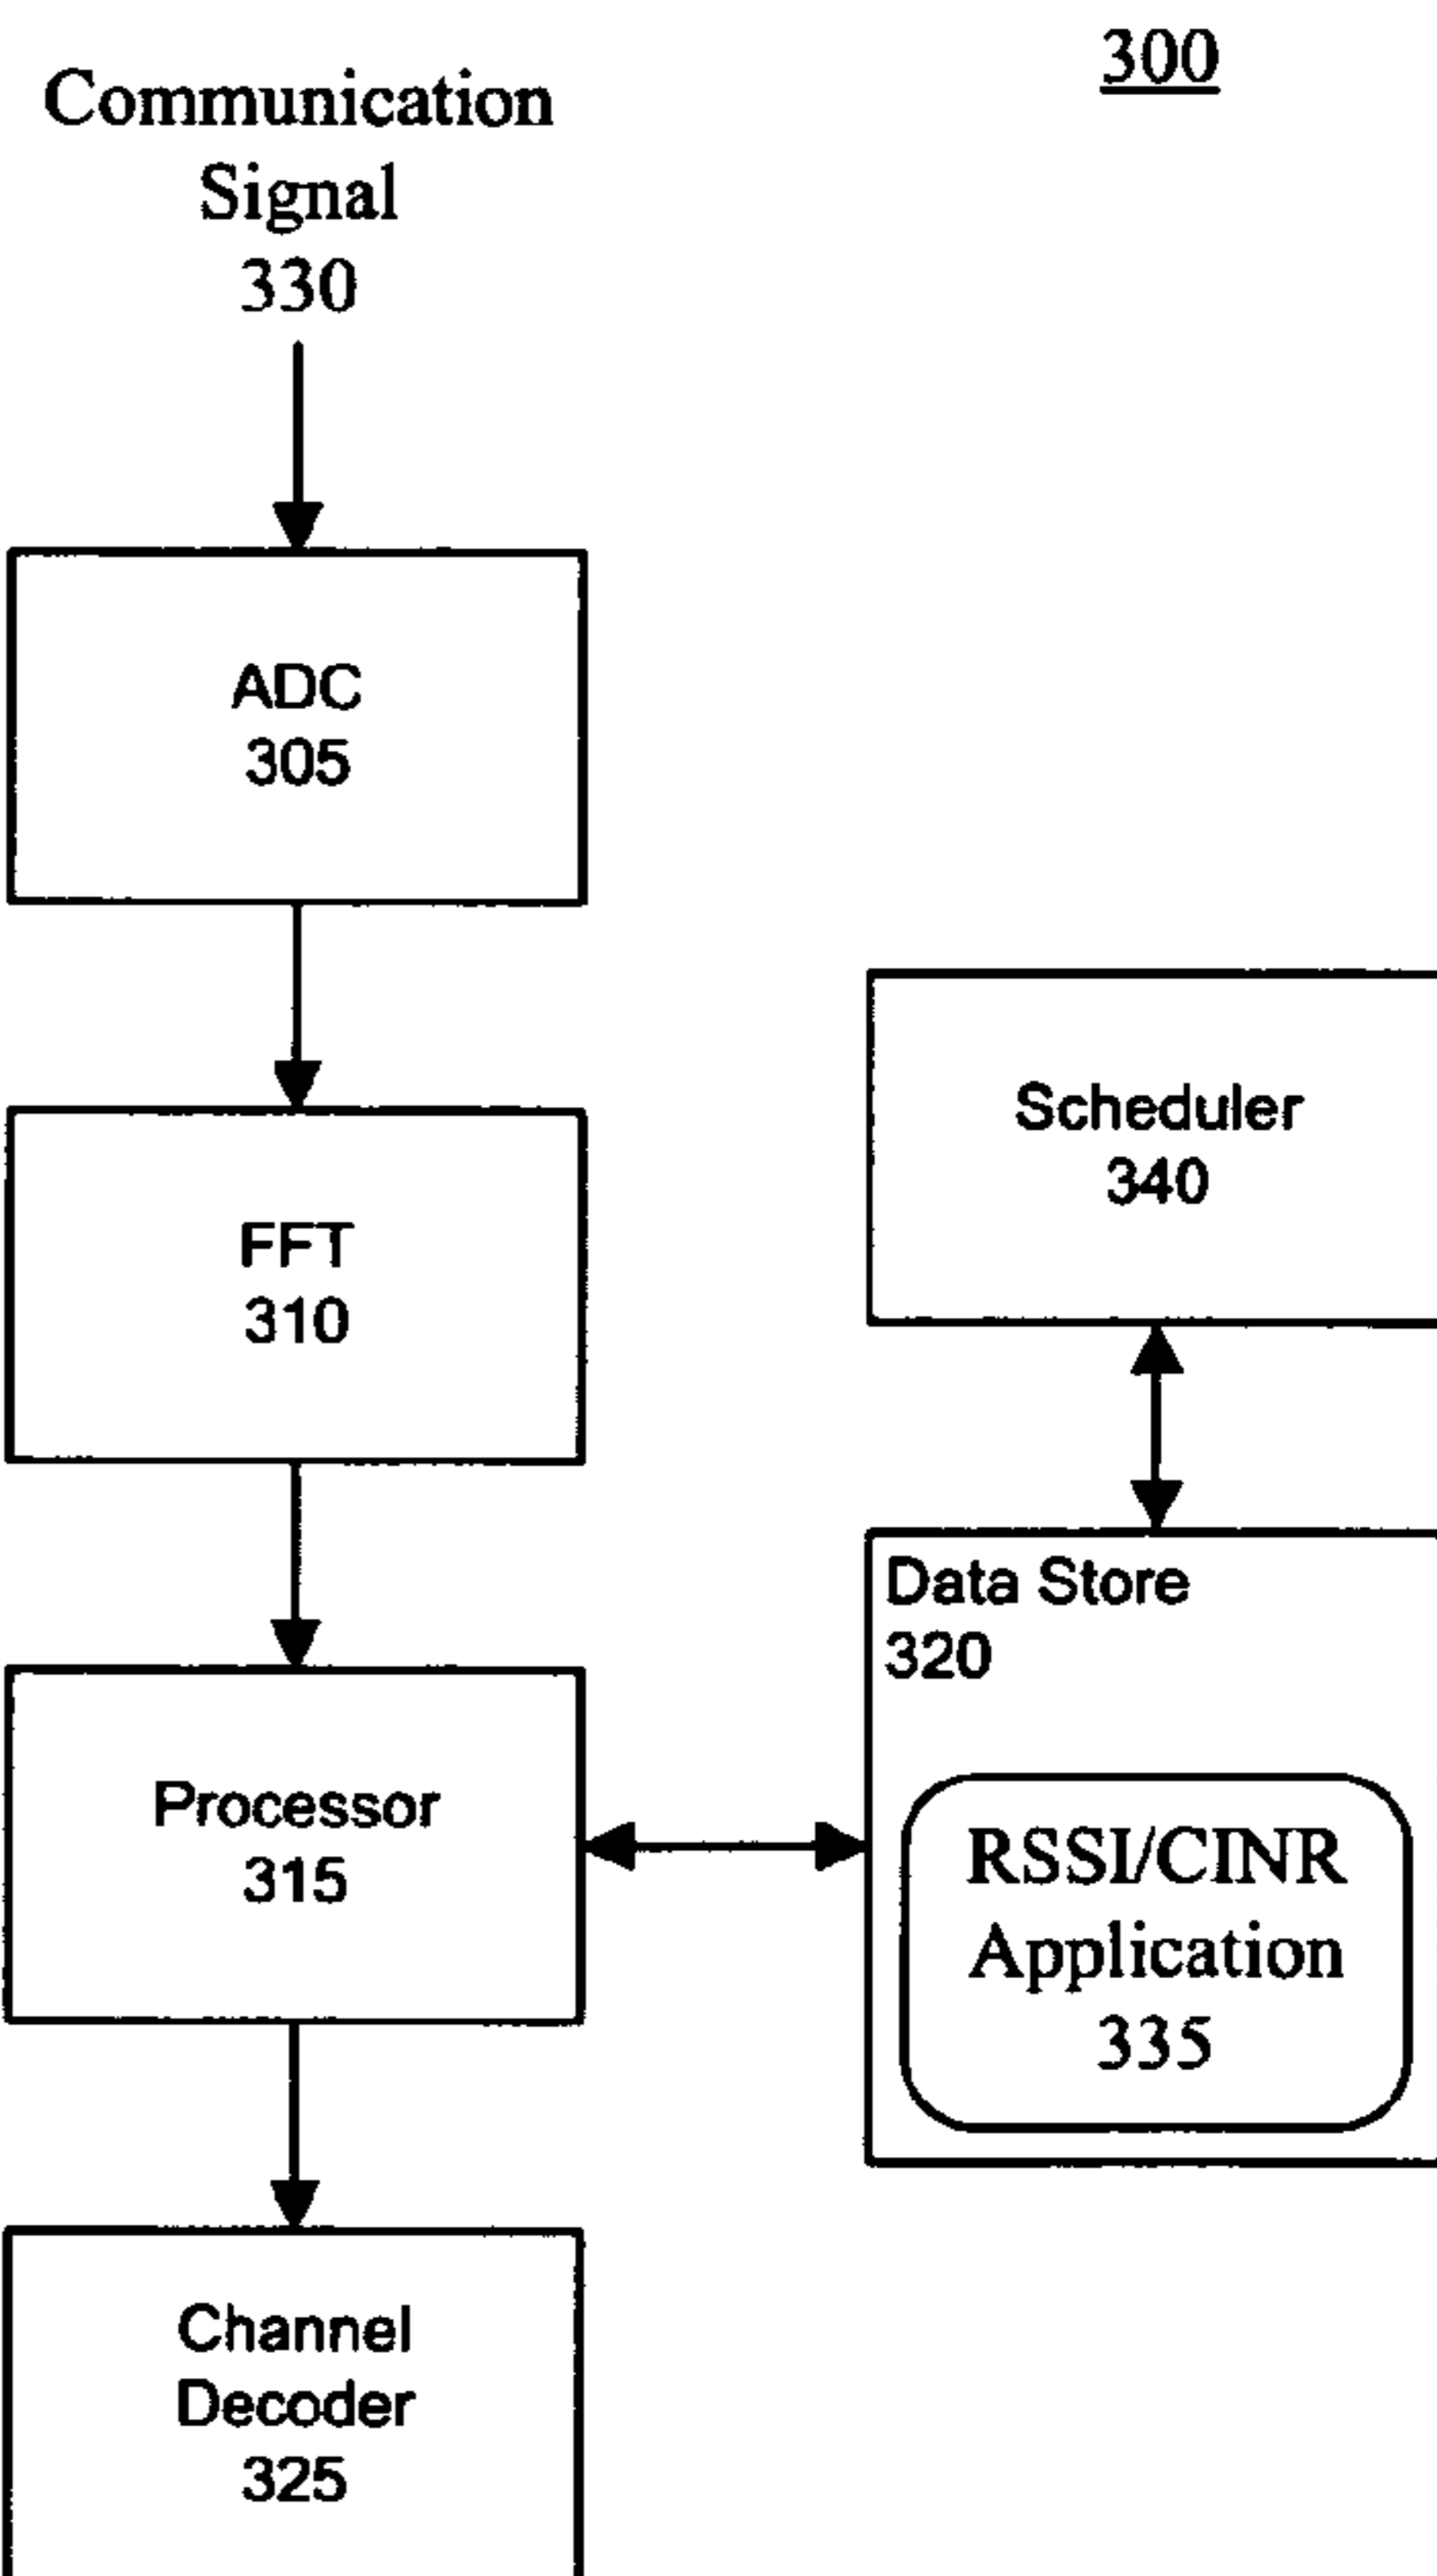 300
Communication
Signal
330
ADC
305
FFT
310
Scheduler
340
Data Store
320
Processor
315
RSSI/CINR
Application
335
Channel
Decoder
325